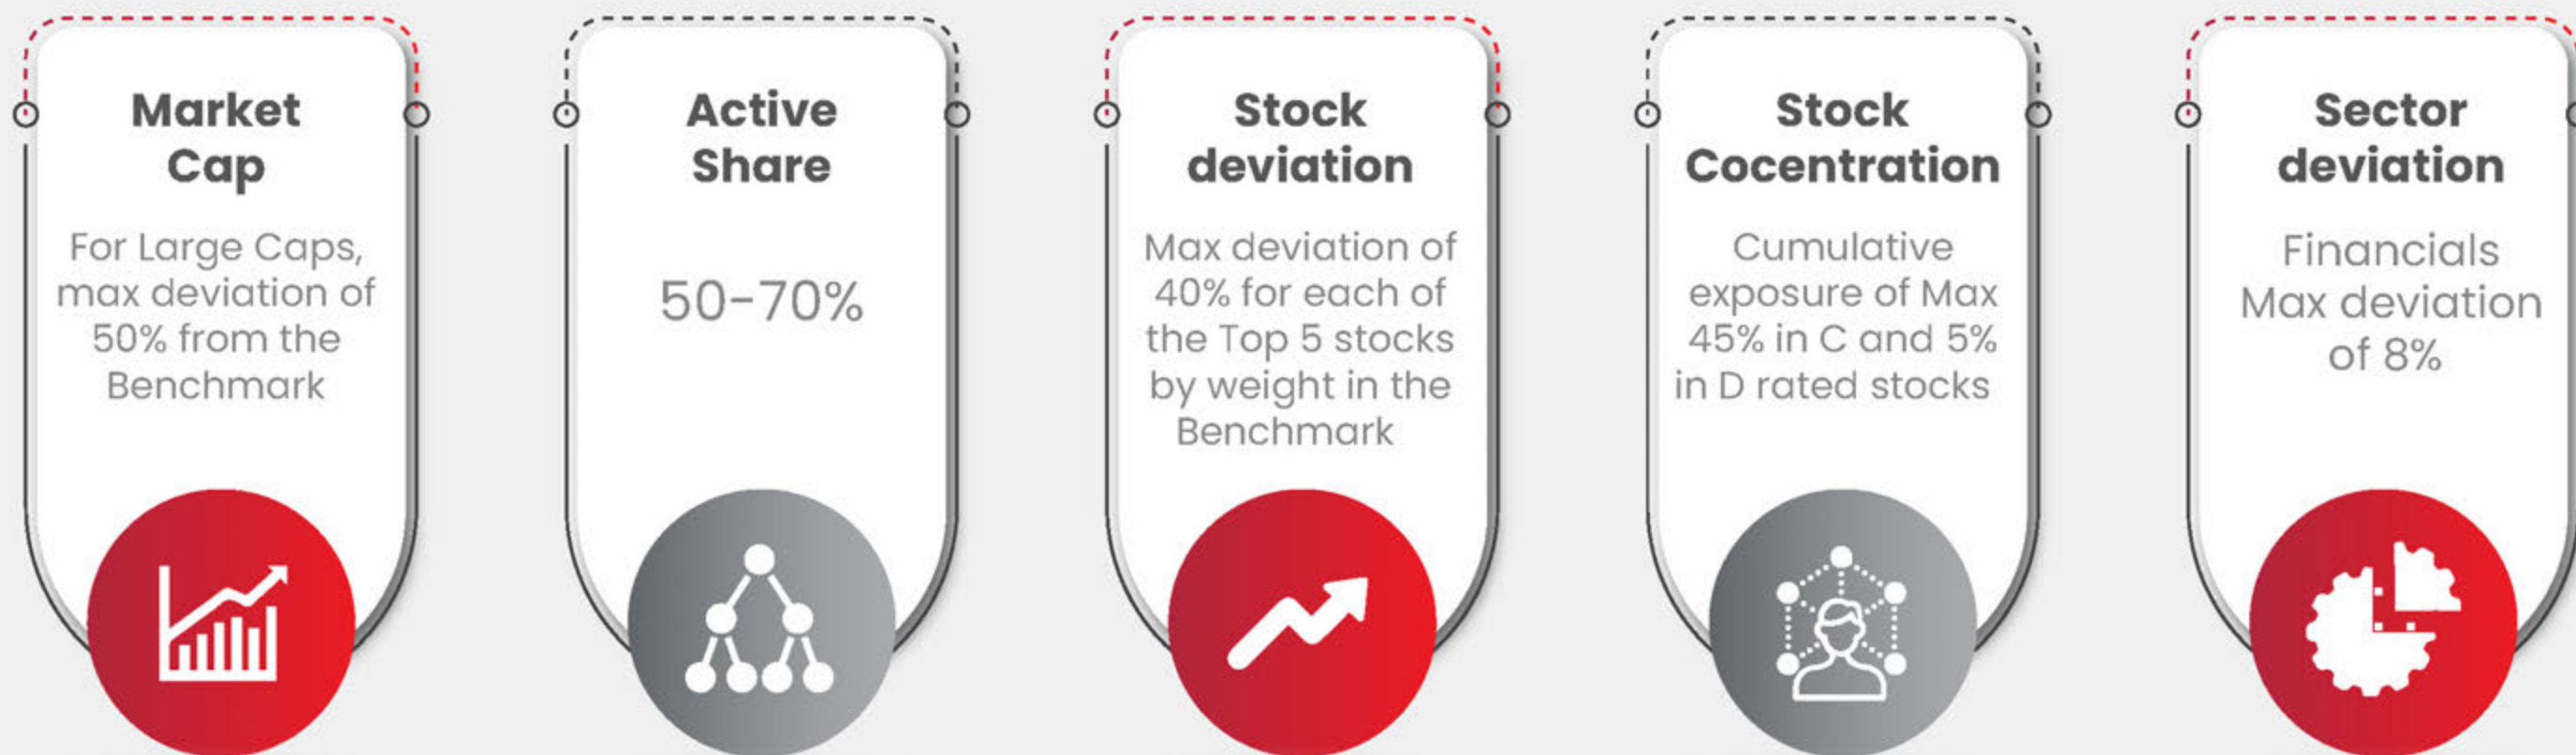 Market
Cap
For Large Caps,
max deviation of
50% from the
Benchmark
Active
Share
50-70%
Stock
deviation
Max deviation of
40% for each of
the Top 5 stocks
by weight in the
Benchmark
Stock
Cocentration
Cumulative
exposure of Max
45% in C and 5%
in D rated stocks
Sector
deviation
Financials
Max deviation
of 8%